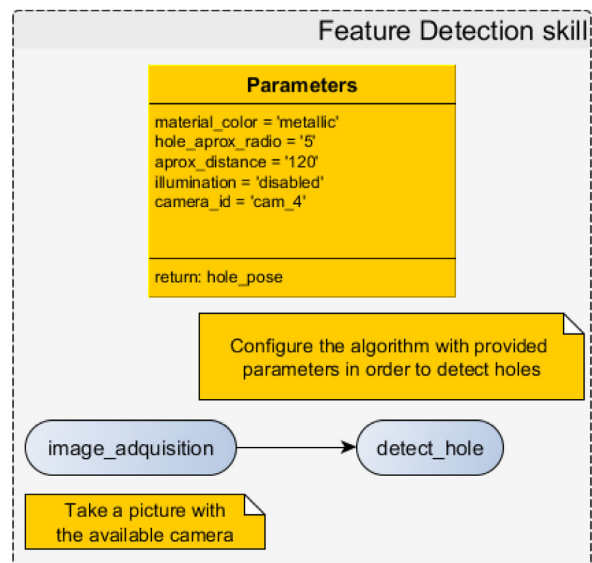 Feature Detection skill
Parameters
material_color = 'metallic'
hole_aprox_radio = '5'
aprox_distance = '120'
illumination = 'disabled'
camera_id = 'cam_4'
return: hole_pose
Configure the algorithm with provided
parameters in order to detect holes
image_adquisition
detect_hole
Take a picture with
the available camera